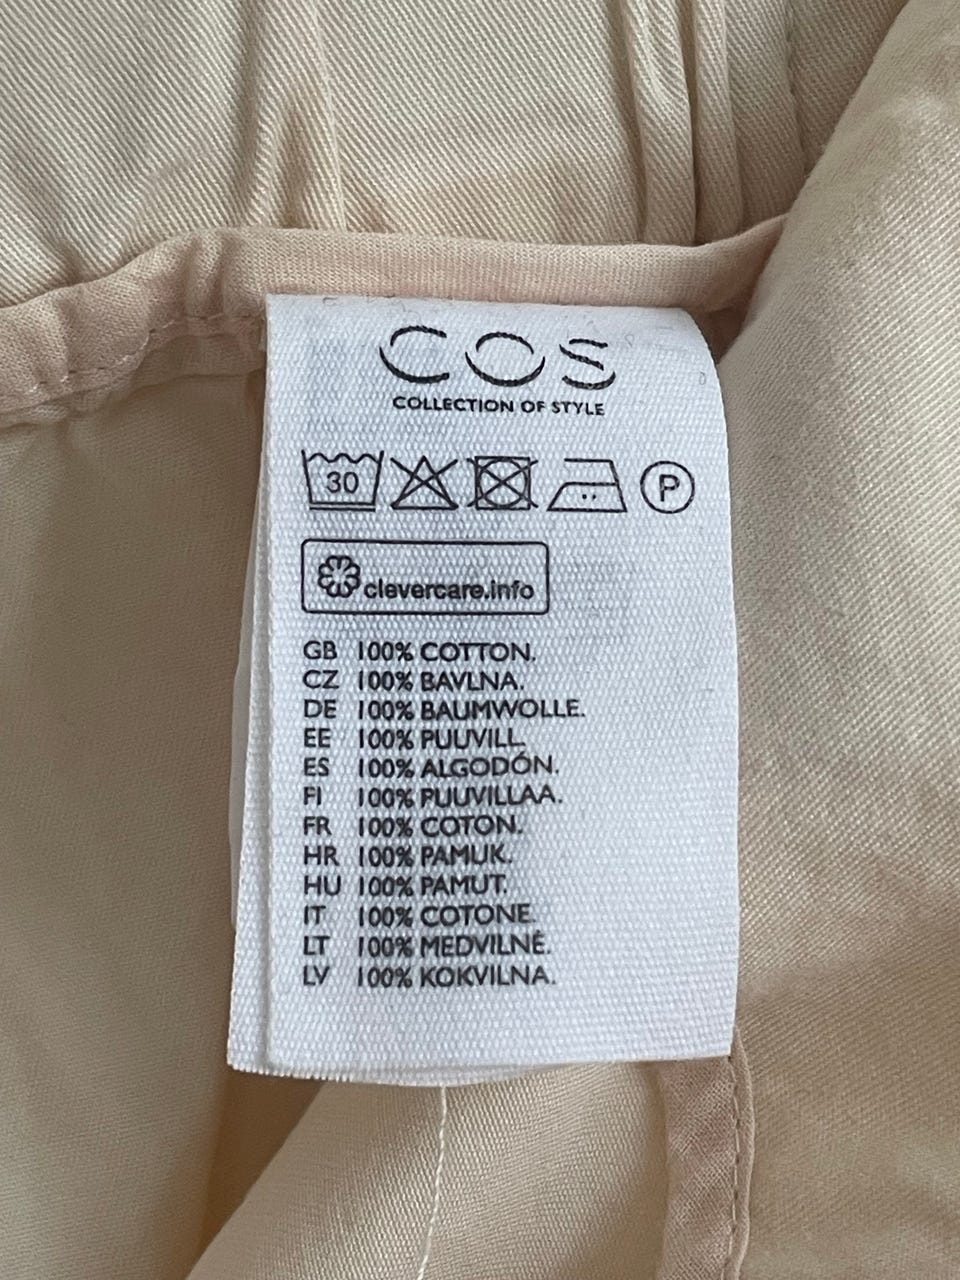 COS
COLLECTION OF STYLE
30 P
clevercare.info
GB 100% COTTON.
CZ 100% BAVLNA.
DE 100% BAUMWOLLE.
EE 100% PUUVILL.
ES 100% ALGODÓN.
FI 100% PUUVILLAA.
FR 100% COTON.
HR 100% PAMUK.
HU 100% PAMUT.
IT 100% COTONE.
LT 100% MEDVILNĖ.
LV 100% KOKVILNA.